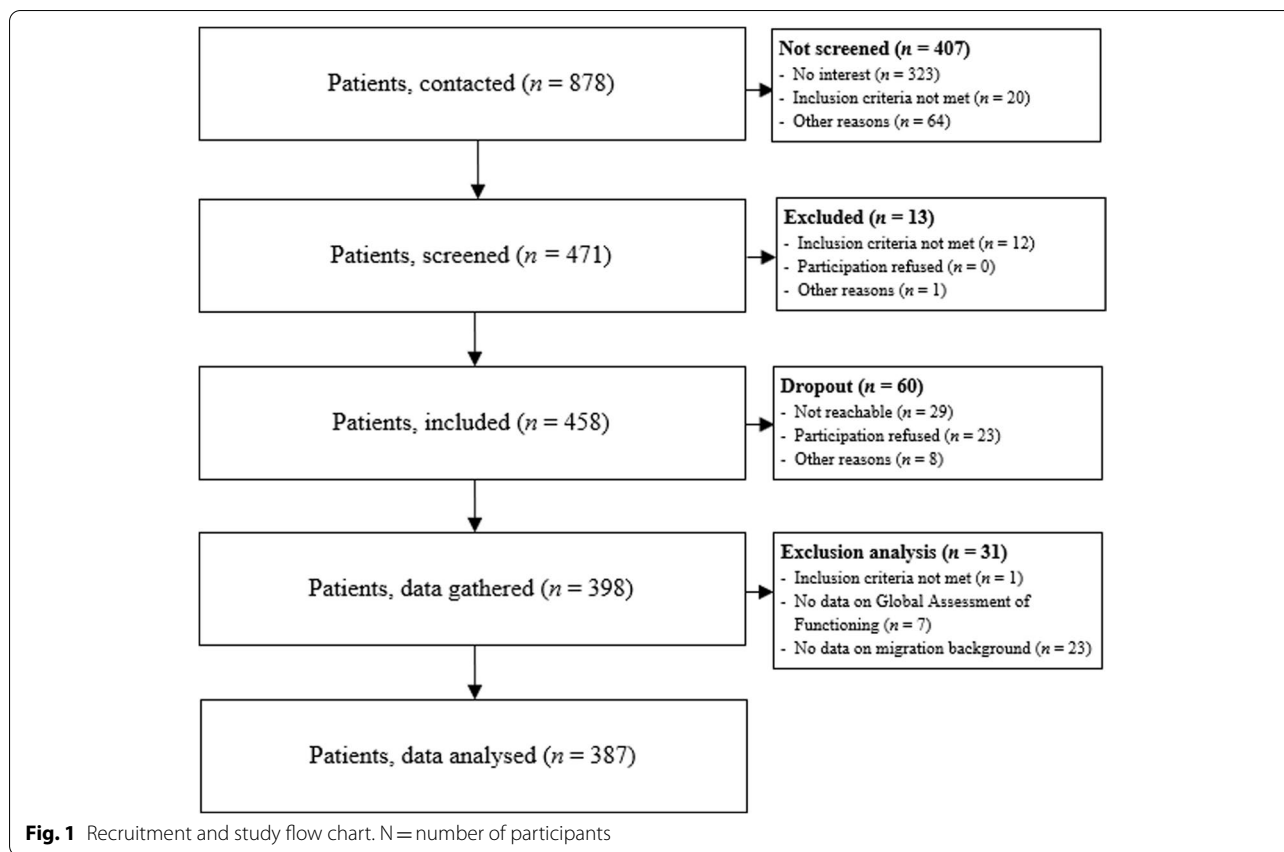 Patients, contacted (n = 878)
Not screened (n = 407)
- No interest (n = 323)
- Inclusion criteria not met (n = 20)
- Other reasons (n = 64)
Patients, screened (n = 471)
Excluded (n = 13)
- Inclusion criteria not met (n = 12)
- Participation refused (n = 0)
- Other reasons (n = 1)
Patients, included (n = 458)
Dropout (n = 60)
- Not reachable (n = 29)
- Participation refused (n = 23)
- Other reasons (n = 8)
Patients, data gathered (n = 398)
Exclusion analysis (n = 31)
- Inclusion criteria not met (n = 1)
- No data on Global Assessment of
Functioning (n = 7)
- No data on migration background (n = 23)
Patients, data analysed (n = 387)
Fig. 1 Recruitment and study flow chart. N = number of participants